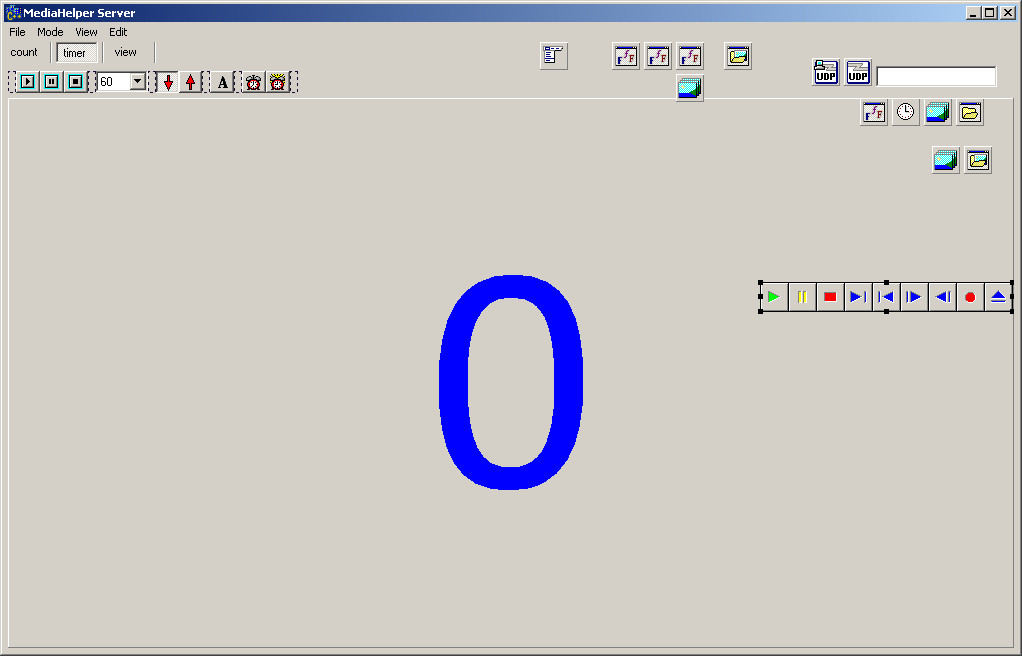 MediaHelper Server
File Mode View Edit
count timer view
60
A
UDP UDP
F f F F f F F f F
F f F
0